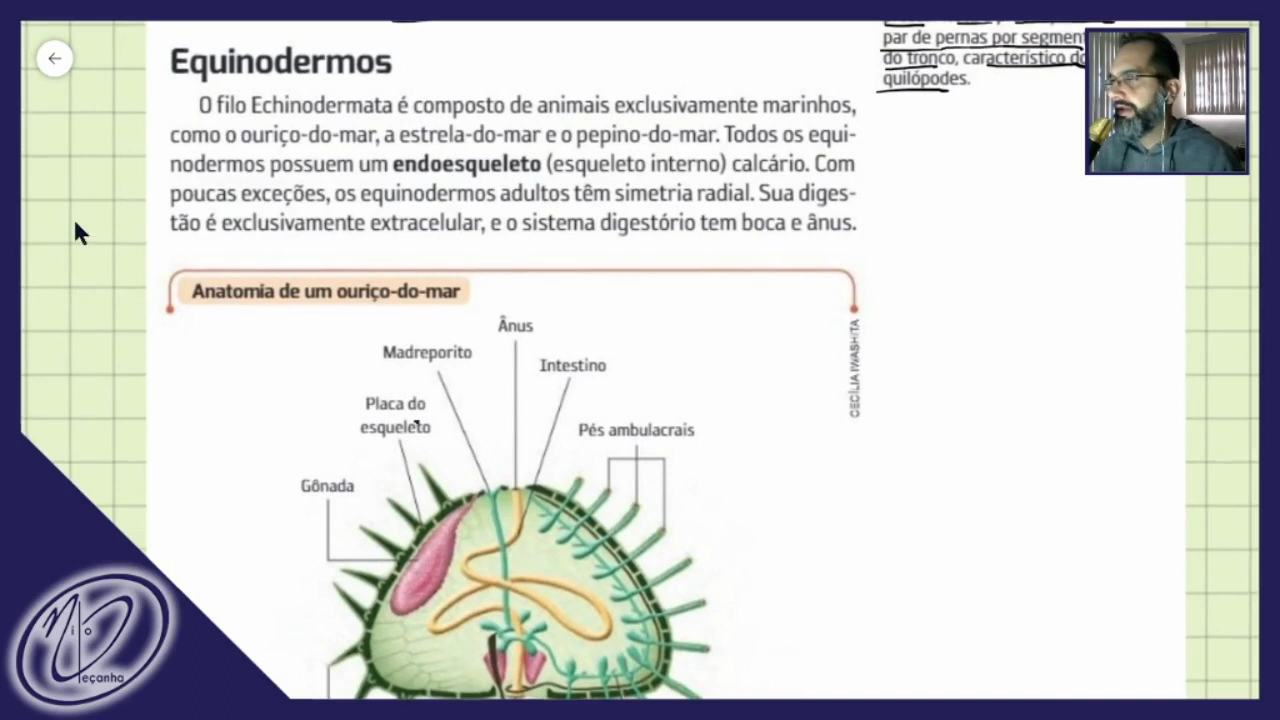 Equinodermos
O filo Echinodermata é composto de animais exclusivamente marinhos,
como o ouriço-do-mar, a estrela-do-mar e o pepino-do-mar. Todos os equi-
nodermos possuem um endoesqueleto (esqueleto interno) calcário. Com
poucas exceções, os equinodermos adultos têm simetria radial. Sua diges-
tão é exclusivamente extracelular, e o sistema digestório tem boca e ânus.
par de pernas por segmen
do tronco, característico do
quilópodes.
Anatomia de um ouriço-do-mar
Ânus
Madreporito
Intestino
Placa do
esqueleto
Pés ambulacrais
Gônada
CECÍLIA IWASHITA